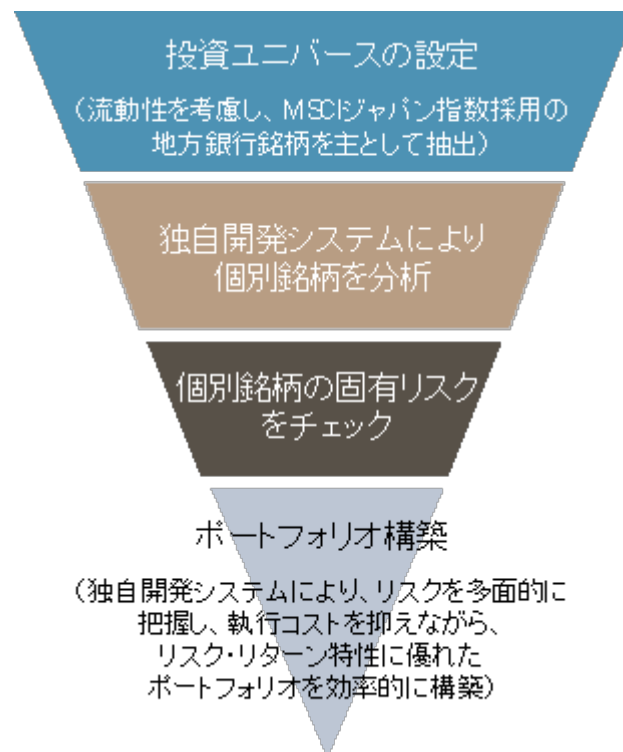 投資ユニバースの設定
(流動性を考慮し、MSCIジャパン指数採用の
地方銀行銘柄を主として抽出)
独自開発システムにより
個別銘柄を分析
個別銘柄の固有リスク
をチェック
ポートフォリオ構築
(独自開発システムにより、リスクを多面的に
把握し、執行コストを抑えながら、
リスク・リターン特性に優れた
ポートフォリオを効率的に構築)